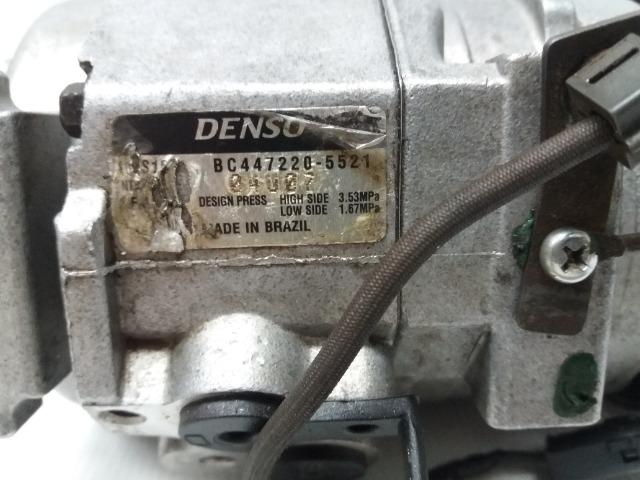 DENSO
BC447220-5521
DESIGN PRESS HIGH SIDE 3.53MPa
LOW SIDE 1.67MPa
MADE IN BRAZIL